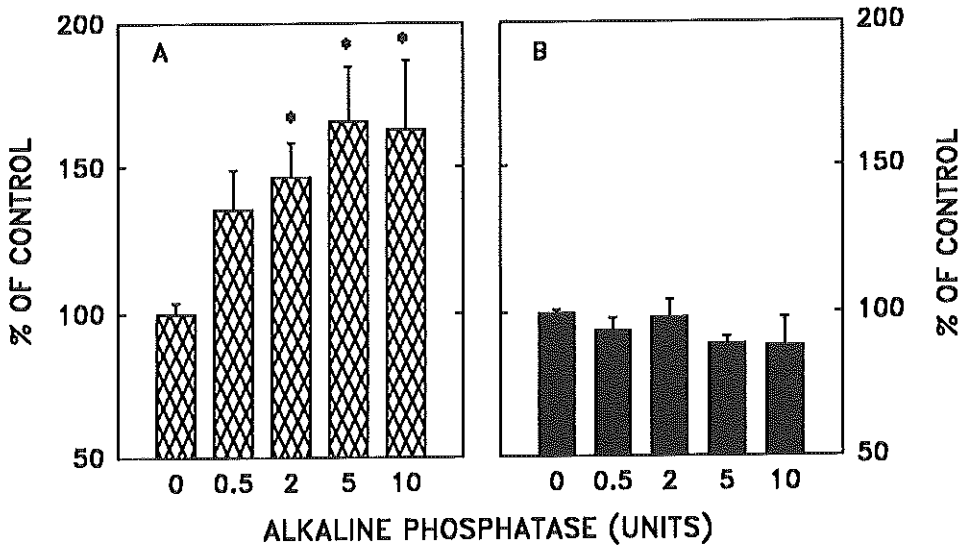 A
B
% OF CONTROL
200
150
100
50
*
*
*
0 0.5 2 5 10
0 0.5 2 5 10
200
150
100
50
% OF CONTROL
ALKALINE PHOSPHATASE (UNITS)